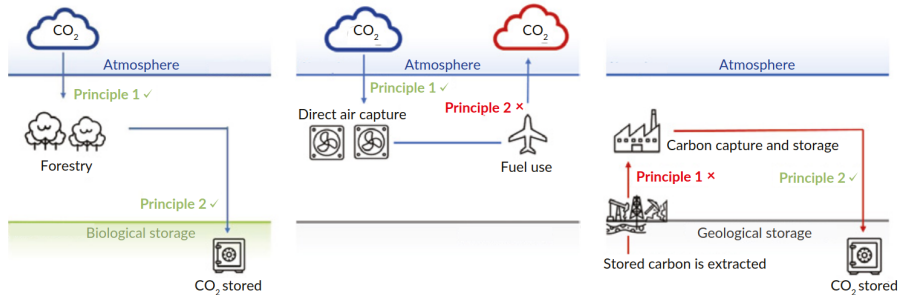 CO2
Atmosphere
Principle 1 ✓
Forestry
Principle 2 ✓
Biological storage
CO2 stored
CO2
CO2
Atmosphere
Principle 1 ✓
Principle 2 ×
Direct air capture
Fuel use
Atmosphere
Carbon capture and storage
Principle 1 ×
Principle 2 ✓
Geological storage
Stored carbon is extracted
CO2 stored